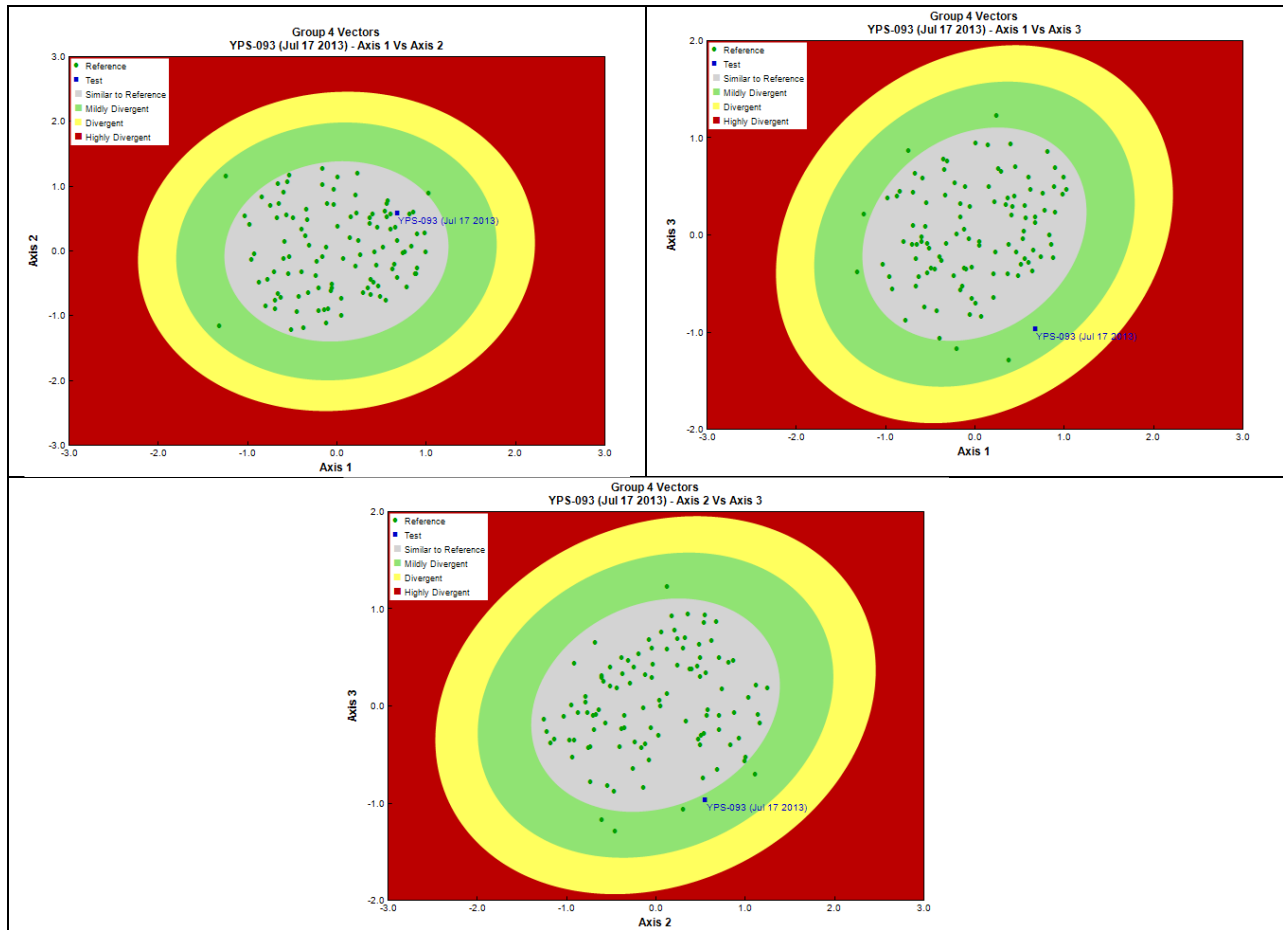 Group 4 Vectors
YPS-093 (Jul 17 2013) - Axis 1 Vs Axis 2
3.0
2.0
1.0
0.0
-1.0
-2.0
-3.0
Axis 2
Reference
Test
Similar to Reference
Mildly Divergent
Divergent
Highly Divergent
YPS-093 (Jul 17 2013)
-3.0 -2.0 -1.0 0.0 1.0 2.0 3.0
Axis 1
Group 4 Vectors
YPS-093 (Jul 17 2013) - Axis 1 Vs Axis 3
2.0
1.0
0.0
-1.0
-2.0
Axis 3
Reference
Test
Similar to Reference
Mildly Divergent
Divergent
Highly Divergent
YPS-093 (Jul 17 2013)
-3.0 -2.0 -1.0 0.0 1.0 2.0 3.0
Axis 1
Group 4 Vectors
YPS-093 (Jul 17 2013) - Axis 2 Vs Axis 3
2.0
1.0
0.0
-1.0
-2.0
Axis 3
Reference
Test
Similar to Reference
Mildly Divergent
Divergent
Highly Divergent
YPS-093 (Jul 17 2013)
-3.0 -2.0 -1.0 0.0 1.0 2.0 3.0
Axis 2